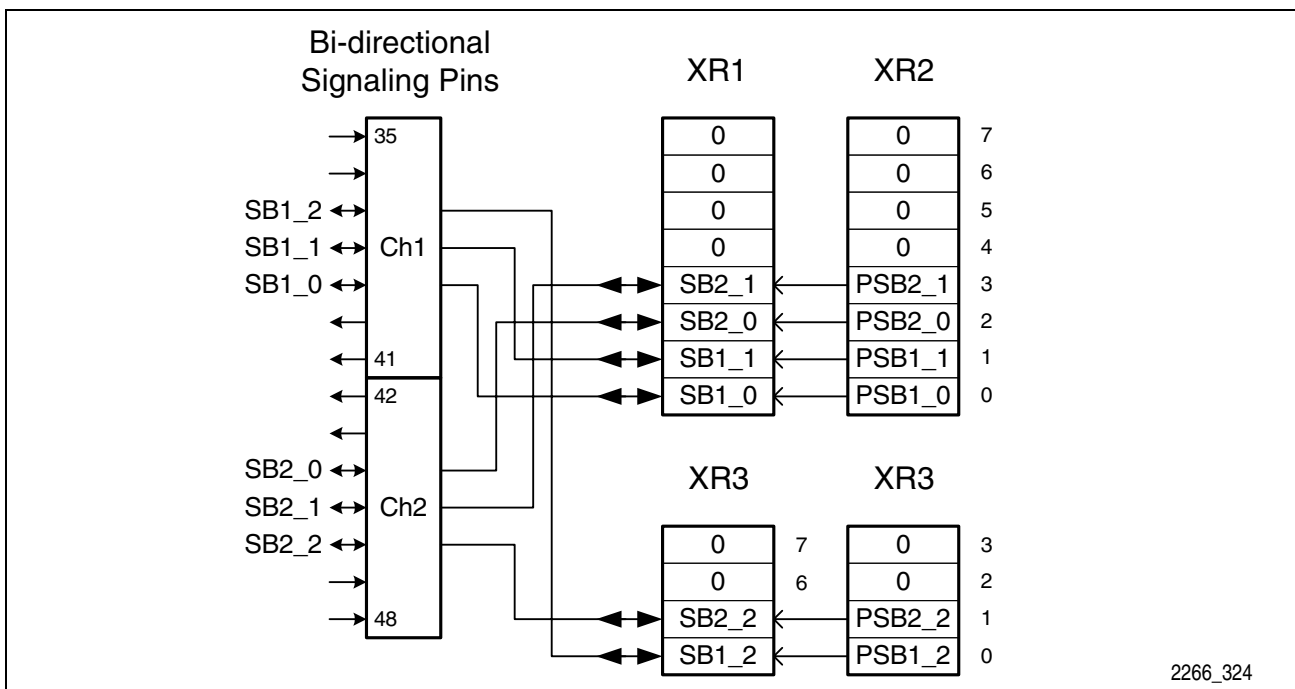 Bi-directional
Signaling Pins
XR1 XR2
35 0 0 7
0 0 6
SB1_2 0 0 5
SB1_1 Ch1 0 0 4
SB1_0 SB2_1 PSB2_1 3
SB2_0 PSB2_0 2
41 SB1_1 PSB1_1 1
42 SB1_0 PSB1_0 0
SB2_0 XR3 XR3
SB2_1 Ch2
SB2_2 0 7 0 3
0 6 0 2
48 SB2_2 PSB2_2 1
SB1_2 PSB1_2 0
2266_324